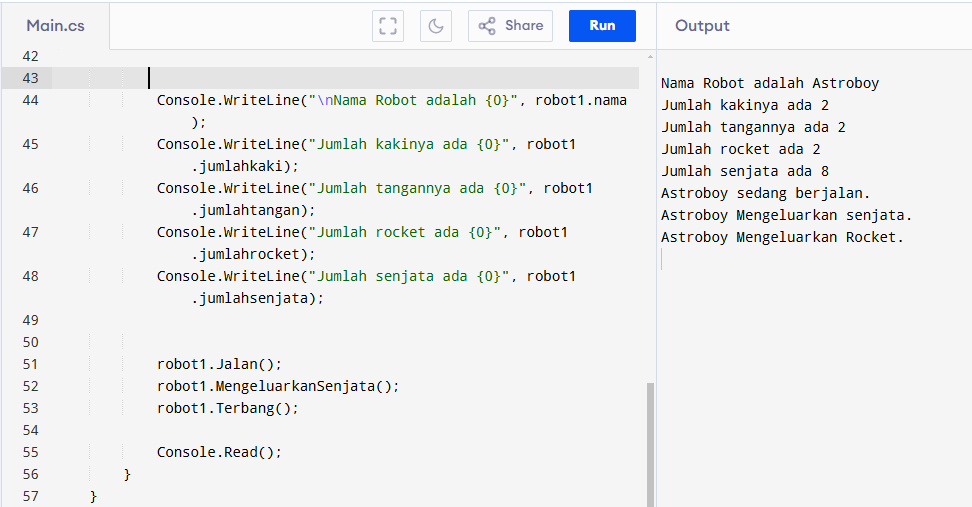 Main.cs
Share
Run
Output
42
43
44 Console.WriteLine("\nNama Robot adalah {0}", robot1.nama
);
45 Console.WriteLine("Jumlah kakinya ada {0}", robot1
.jumlahkaki);
46 Console.WriteLine("Jumlah tangannya ada {0}", robot1
.jumlahtangan);
47 Console.WriteLine("Jumlah rocket ada {0}", robot1
.jumlahrocket);
48 Console.WriteLine("Jumlah senjata ada {0}", robot1
.jumlahsenjata);
49
50
51 robot1.Jalan();
52 robot1.MengeluarkanSenjata();
53 robot1.Terbang();
54
55 Console.Read();
56 }
57 }
Nama Robot adalah Astroboy
Jumlah kakinya ada 2
Jumlah tangannya ada 2
Jumlah rocket ada 2
Jumlah senjata ada 8
Astroboy sedang berjalan.
Astroboy Mengeluarkan senjata.
Astroboy Mengeluarkan Rocket.